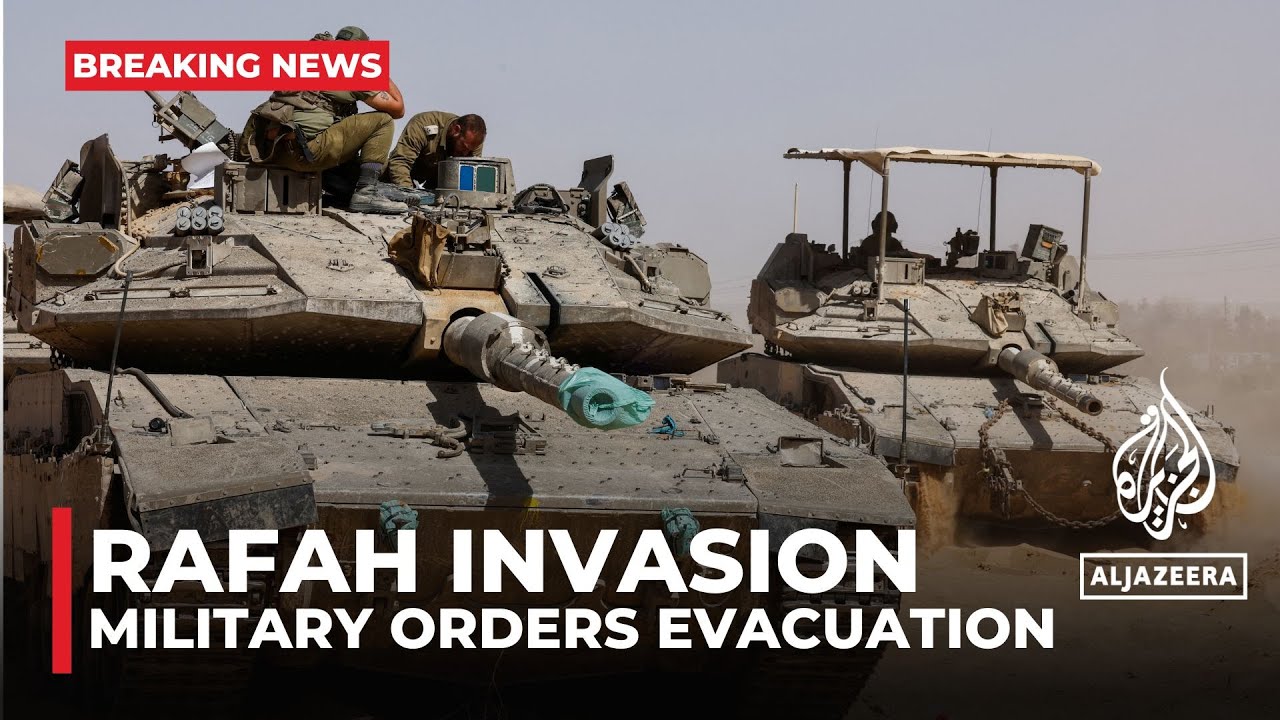 BREAKING NEWS
RAFAH INVASION
MILITARY ORDERS EVACUATION
الجزيرة
ALJAZEERA